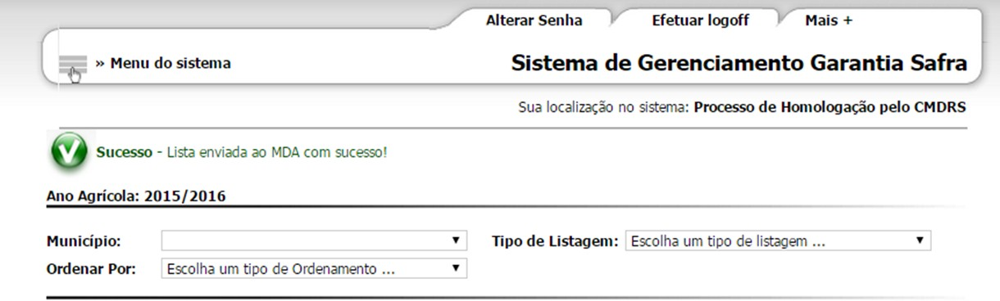 Alterar Senha Efetuar logoff Mais +
» Menu do sistema Sistema de Gerenciamento Garantia Safra
Sua localização no sistema: Processo de Homologação pelo CMDRS
Sucesso - Lista enviada ao MDA com sucesso!
Ano Agrícola: 2015/2016
Município: Tipo de Listagem: Escolha um tipo de listagem ...
Ordenar Por: Escolha um tipo de Ordenamento ...